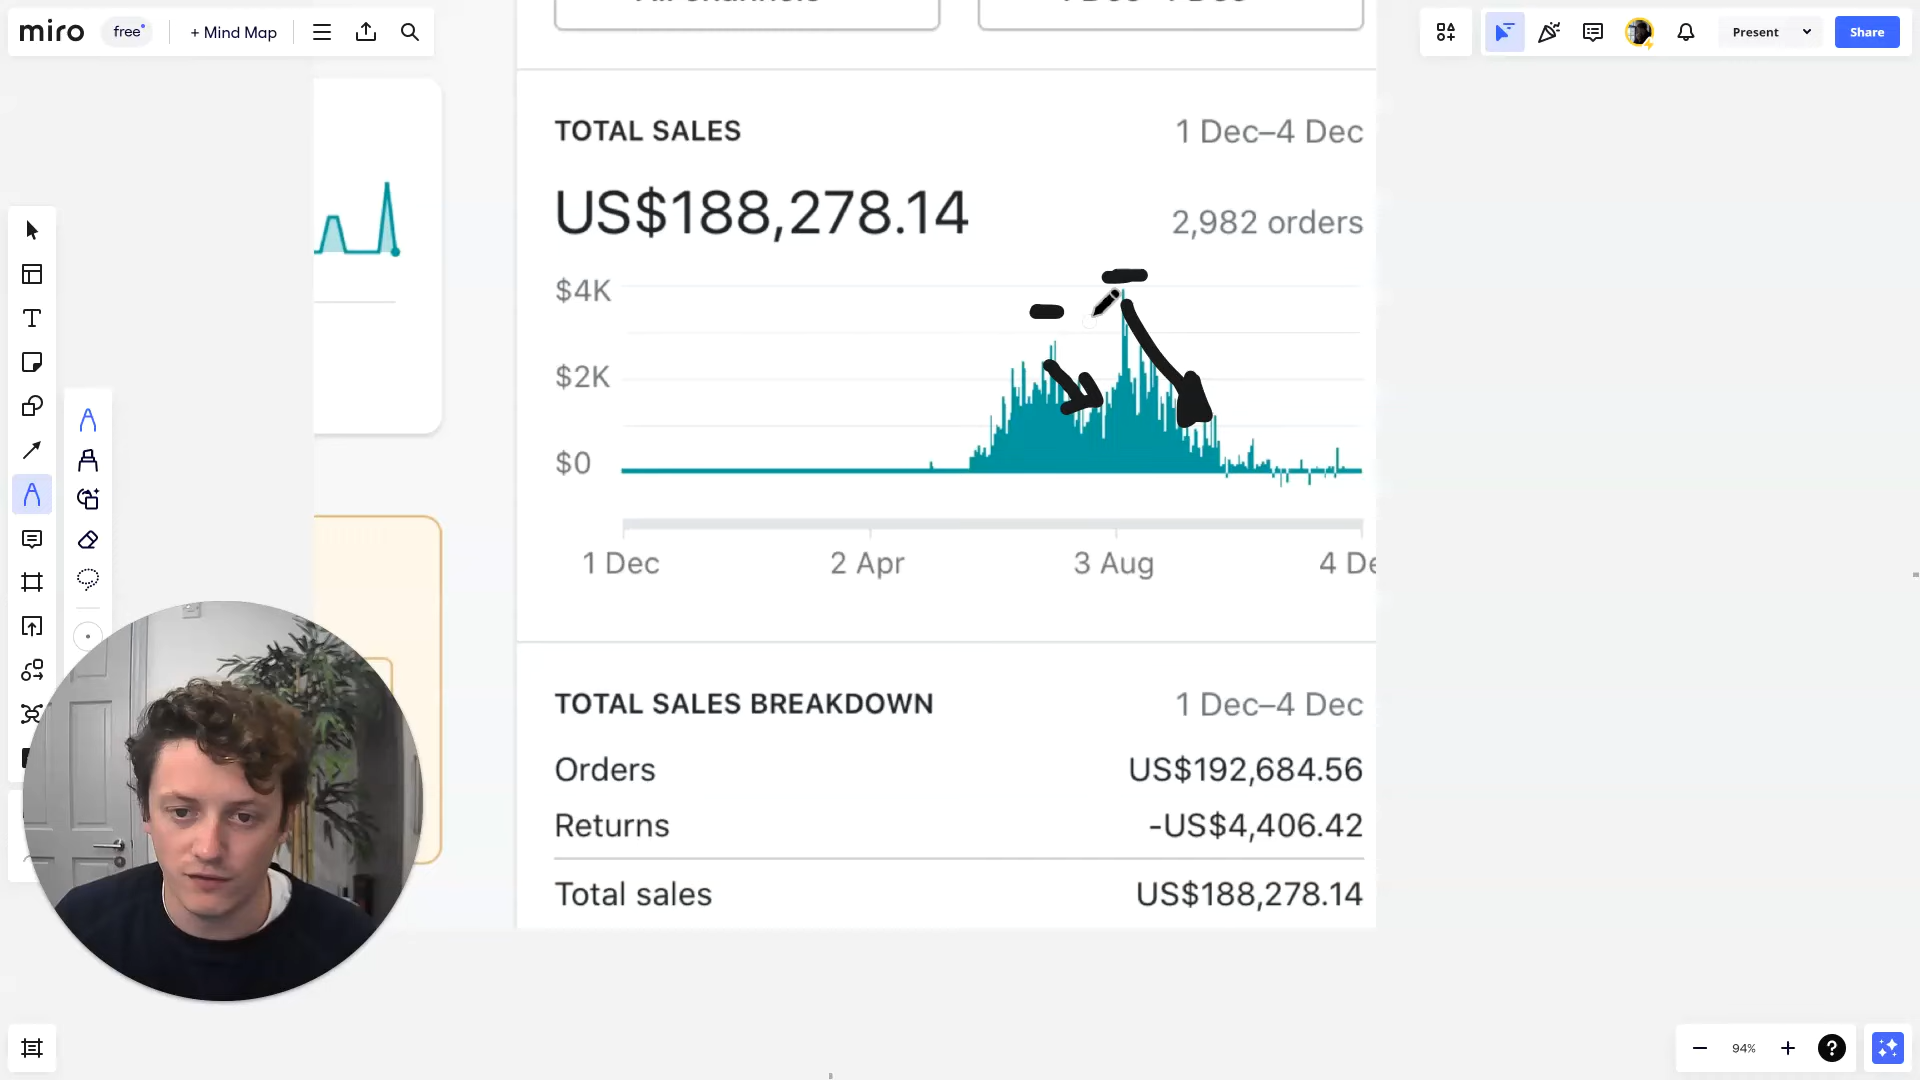 miro
free
+ Mind Map
Present
Share
TOTAL SALES
1 Dec–4 Dec
US$188,278.14
2,982 orders
$4K
$2K
$0
1 Dec
2 Apr
3 Aug
4 De
TOTAL SALES BREAKDOWN
1 Dec–4 Dec
Orders
US$192,684.56
Returns
-US$4,406.42
Total sales
US$188,278.14
94%
?